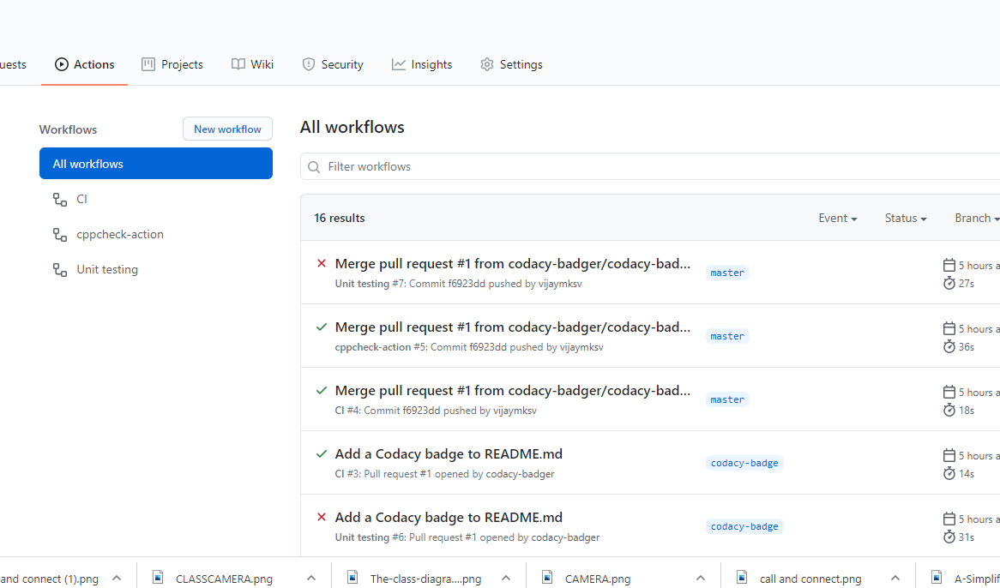 uests Actions Projects Wiki Security Insights Settings
Workflows New workflow
All workflows
CI
cppcheck-action
Unit testing
All workflows
Filter workflows
16 results Event Status Branch
Merge pull request #1 from codacy-badger/codacy-bad... master 5 hours a
Unit testing #7: Commit f6923dd pushed by vijaymksv 27s
Merge pull request #1 from codacy-badger/codacy-bad... master 5 hours a
cppcheck-action #5: Commit f6923dd pushed by vijaymksv 36s
Merge pull request #1 from codacy-badger/codacy-bad... master 5 hours a
CI #4: Commit f6923dd pushed by vijaymksv 18s
Add a Codacy badge to README.md codacy-badge 5 hours a
CI #3: Pull request #1 opened by codacy-badger 14s
Add a Codacy badge to README.md codacy-badge 5 hours a
Unit testing #6: Pull request #1 opened by codacy-badger 31s
and connect (1).png CLASSCAMERA.png The-class-diagra....png CAMERA.png call and connect.png A-Simplif